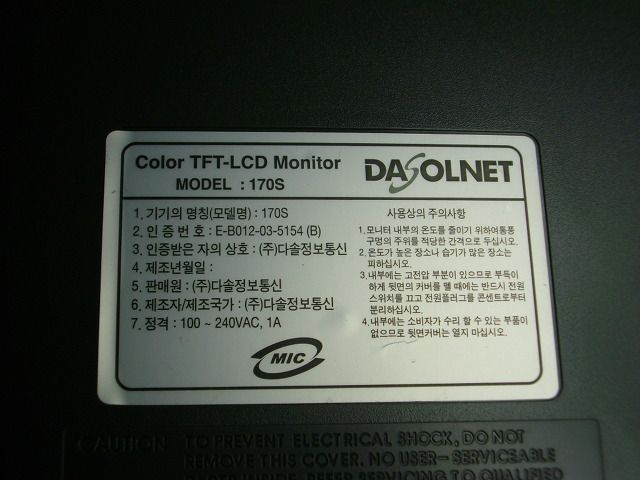 Color TFT-LCD Monitor
MODEL : 170S
DASOLNET
1. 기기의 명칭(모델명) : 170S
2. 인 증 번 호 : E-B012-03-5154 (B)
3. 인증받은 자의 상호 : (주)다솔정보통신
4. 제조년월일 :
5. 판매원 : (주)다솔정보통신
6. 제조자/제조국가 : (주)다솔정보통신
7. 정격 : 100 ~ 240VAC, 1A
MIC
사용상의 주의사항
1. 모니터 내부의 온도를 줄이기 위하여통풍
구멍의 주위를 적당한 간격으로 두십시오.
2. 온도가 높은 장소나 습기가 많은 장소는
피하십시오.
3. 내부에는 고전압 부분이 있으므로 부득이
하게 뒷면의 커버를 뗄 때에는 반드시 전원
스위치를 끄고 전원플러그를 콘센트로부터
분리하십시오.
4. 내부에는 소비자가 수리 할 수 있는 부품이
없으므로 뒷면커버는 열지 마십시오.
CAUTION TO PREVENT ELECTRICAL SHOCK, DO NOT
REMOVE THIS COVER. NO USER-SERVICEABLE
PARTS INSIDE. REFER SERVICING TO QUALIFIED